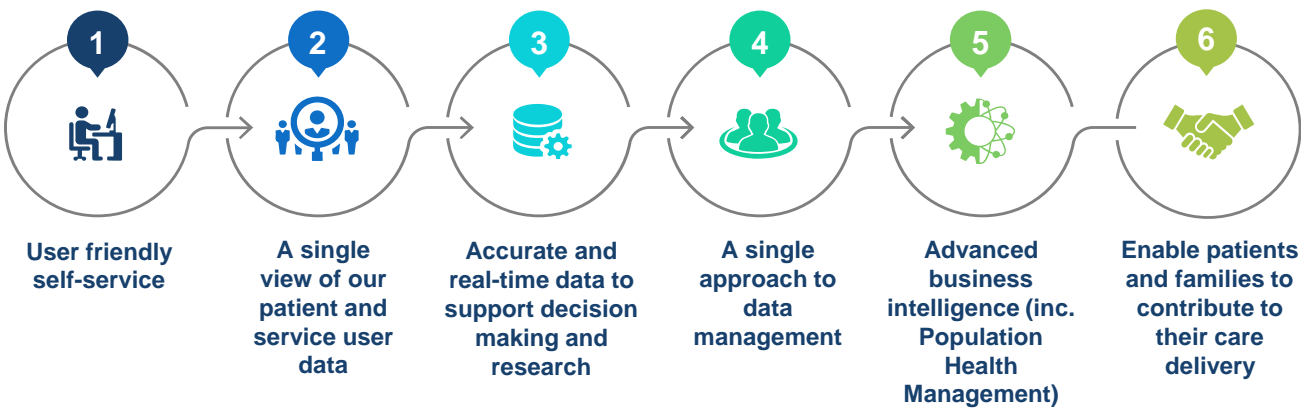 1
User friendly
self-service
2
A single
view of our
patient and
service user
data
3
Accurate and
real-time data to
support decision
making and
research
4
A single
approach to
data
management
5
Advanced
business
intelligence (inc.
Population
Health
Management)
6
Enable patients
and families to
contribute to
their care
delivery